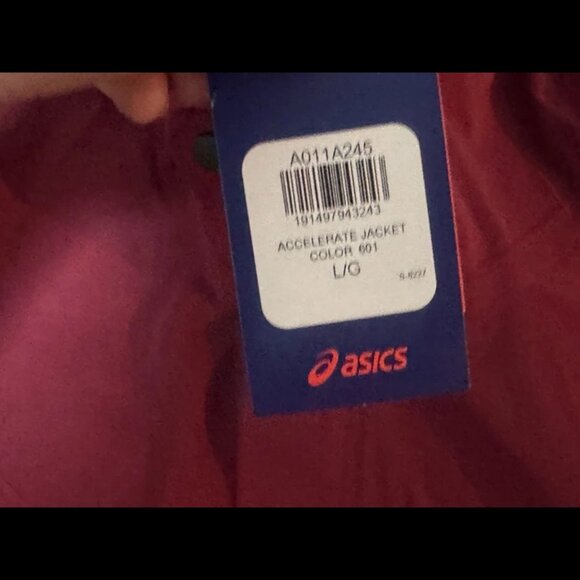 A011A245
191497943243
ACCELERATE JACKET
COLOR 601
L/G
asics